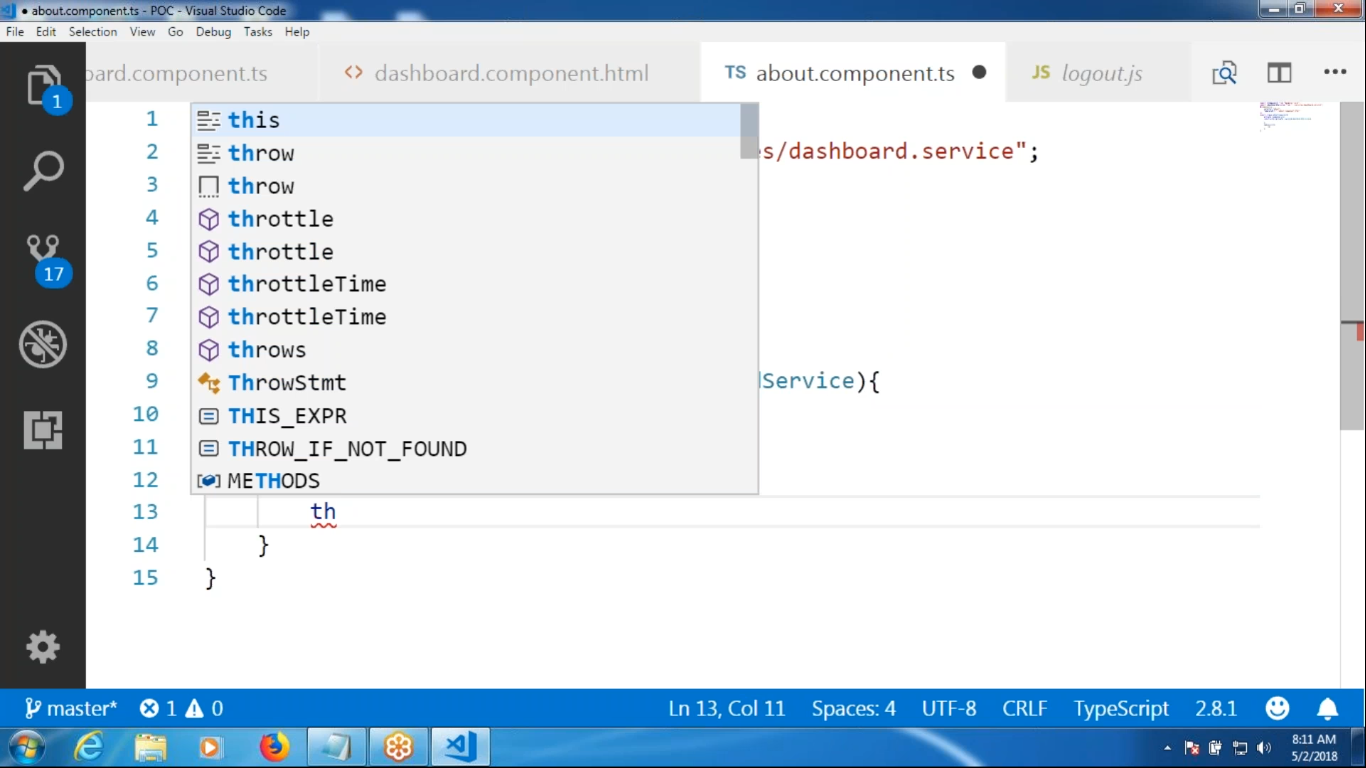 about.component.ts - POC - Visual Studio Code
File Edit Selection View Go Debug Tasks Help
oard.component.ts <> dashboard.component.html TS about.component.ts JS logout.js
1
1 this
2 throw s/dashboard.service";
3 throw
4 throttle
5 throttle
6 throttleTime
7 throttleTime
8 throws
9 ThrowStmt Service){
10 THIS_EXPR
11 THROW_IF_NOT_FOUND
12 METHODS
13 th
14 }
15 }
17
master* 1 0 Ln 13, Col 11 Spaces: 4 UTF-8 CRLF TypeScript 2.8.1
8:11 AM
5/2/2018